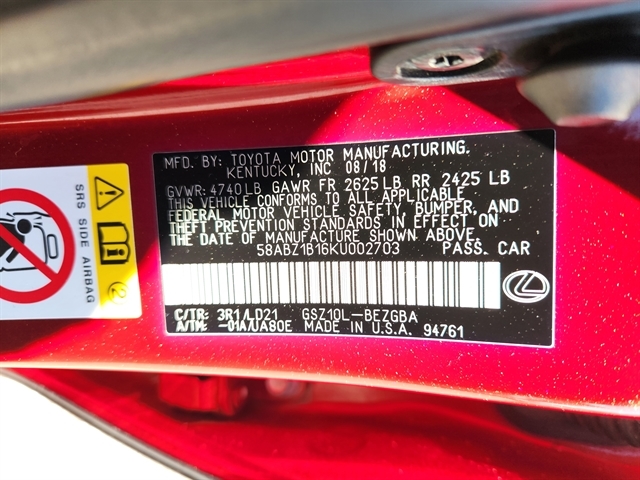 MFD. BY: TOYOTA MOTOR MANUFACTURING,
KENTUCKY, INC 08/18
GVWR: 4740LB GAWR FR 2625LB RR 2425 LB
THIS VEHICLE CONFORMS TO ALL APPLICABLE
FEDERAL MOTOR VEHICLE SAFETY, BUMPER, AND
THEFT PREVENTION STANDARDS IN EFFECT ON
THE DATE OF MANUFACTURE SHOWN ABOVE.
58ABZ1B16KU002703 PASS. CAR
C/TR: 3R1/LD21 GSZ10L-BEZGBA
A/TM: -01A/UA80E MADE IN U.S.A. 94761
SRS SIDE AIRBAG